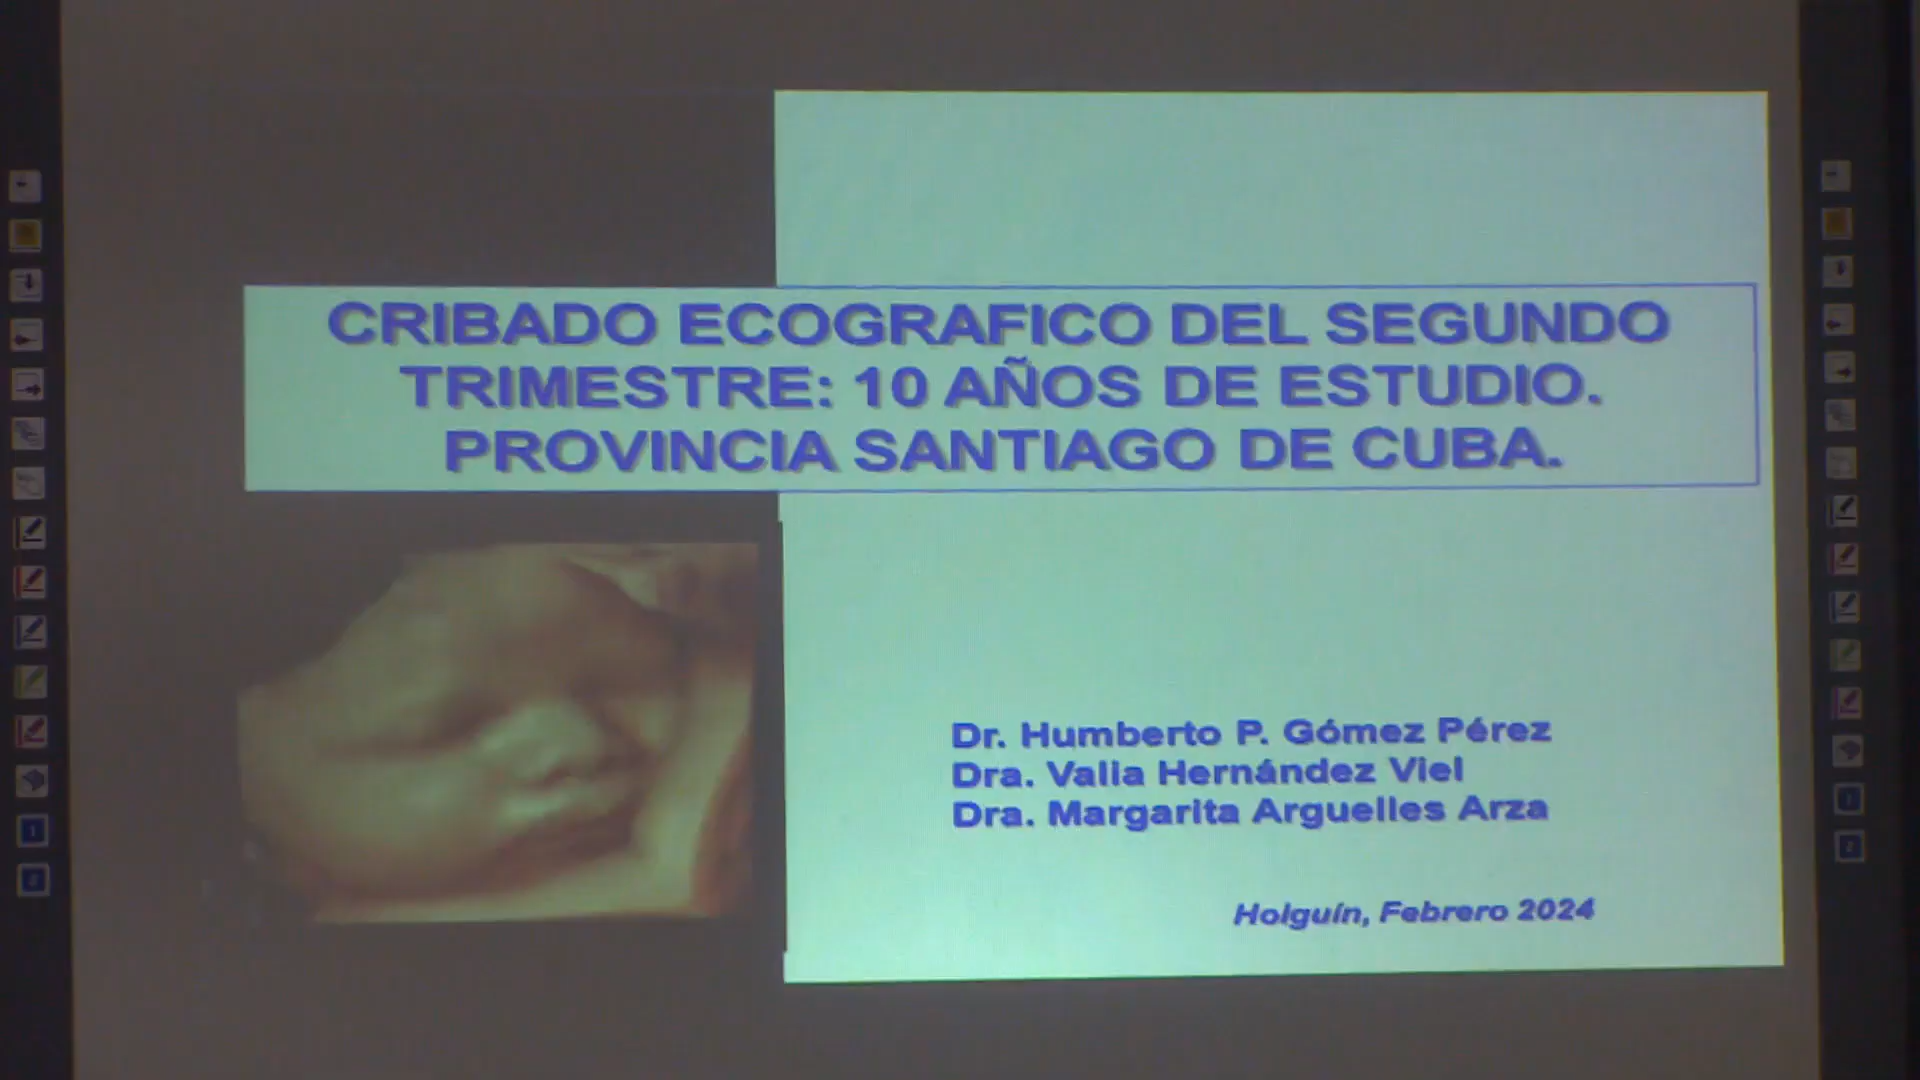 CRIBADO ECOGRAFICO DEL SEGUNDO
TRIMESTRE: 10 AÑOS DE ESTUDIO.
PROVINCIA SANTIAGO DE CUBA.
Dr. Humberto P. Gómez Pérez
Dra. Valia Hernández Viel
Dra. Margarita Arguelles Arza
Holguín, Febrero 2024